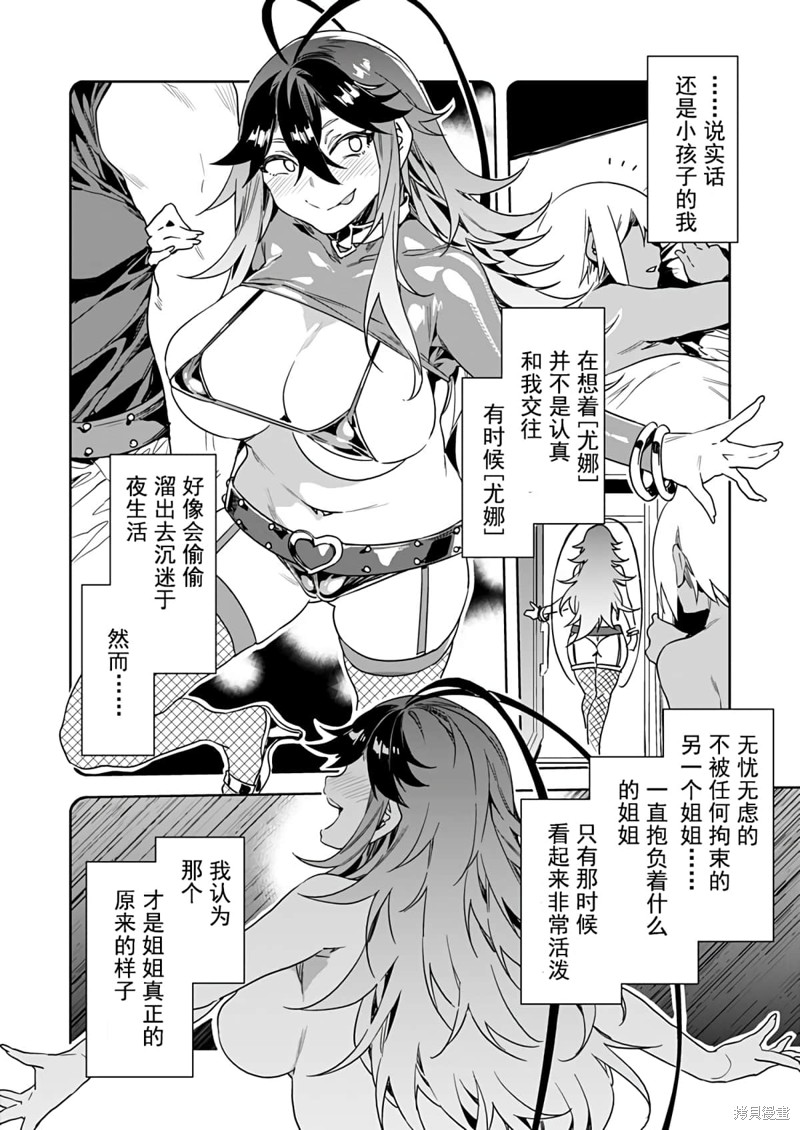 ……说实话
还是小孩子的我
在想着[尤娜]
并不是认真
和我交往
有时候[尤娜]
好像会偷偷
溜出去沉迷于
夜生活
然而……
无忧无虑的
不被任何拘束的
另一个姐姐……
一直抱负着什么
的姐姐
只有那时候
看起来非常活泼
我认为
那个
才是姐姐真正的
原来的样子
拷貝漫畫